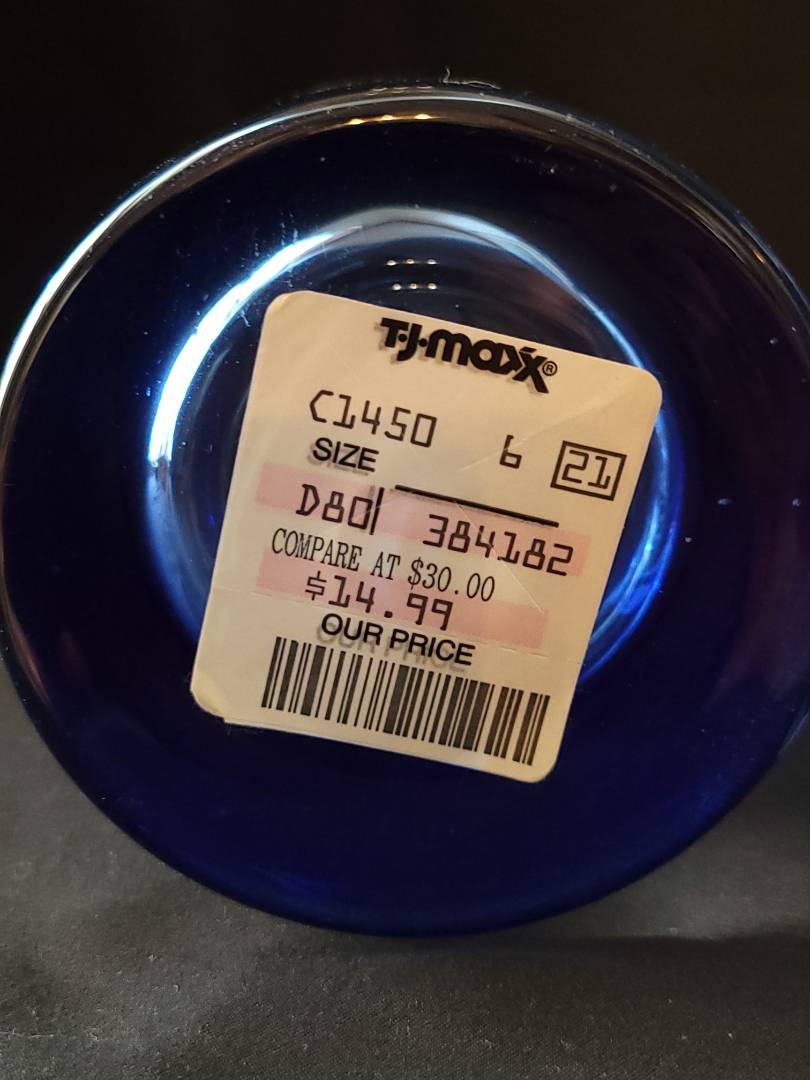 T·J·maxx®
C1450 6 21
SIZE
D80 384182
COMPARE AT $30.00
$14.99
OUR PRICE